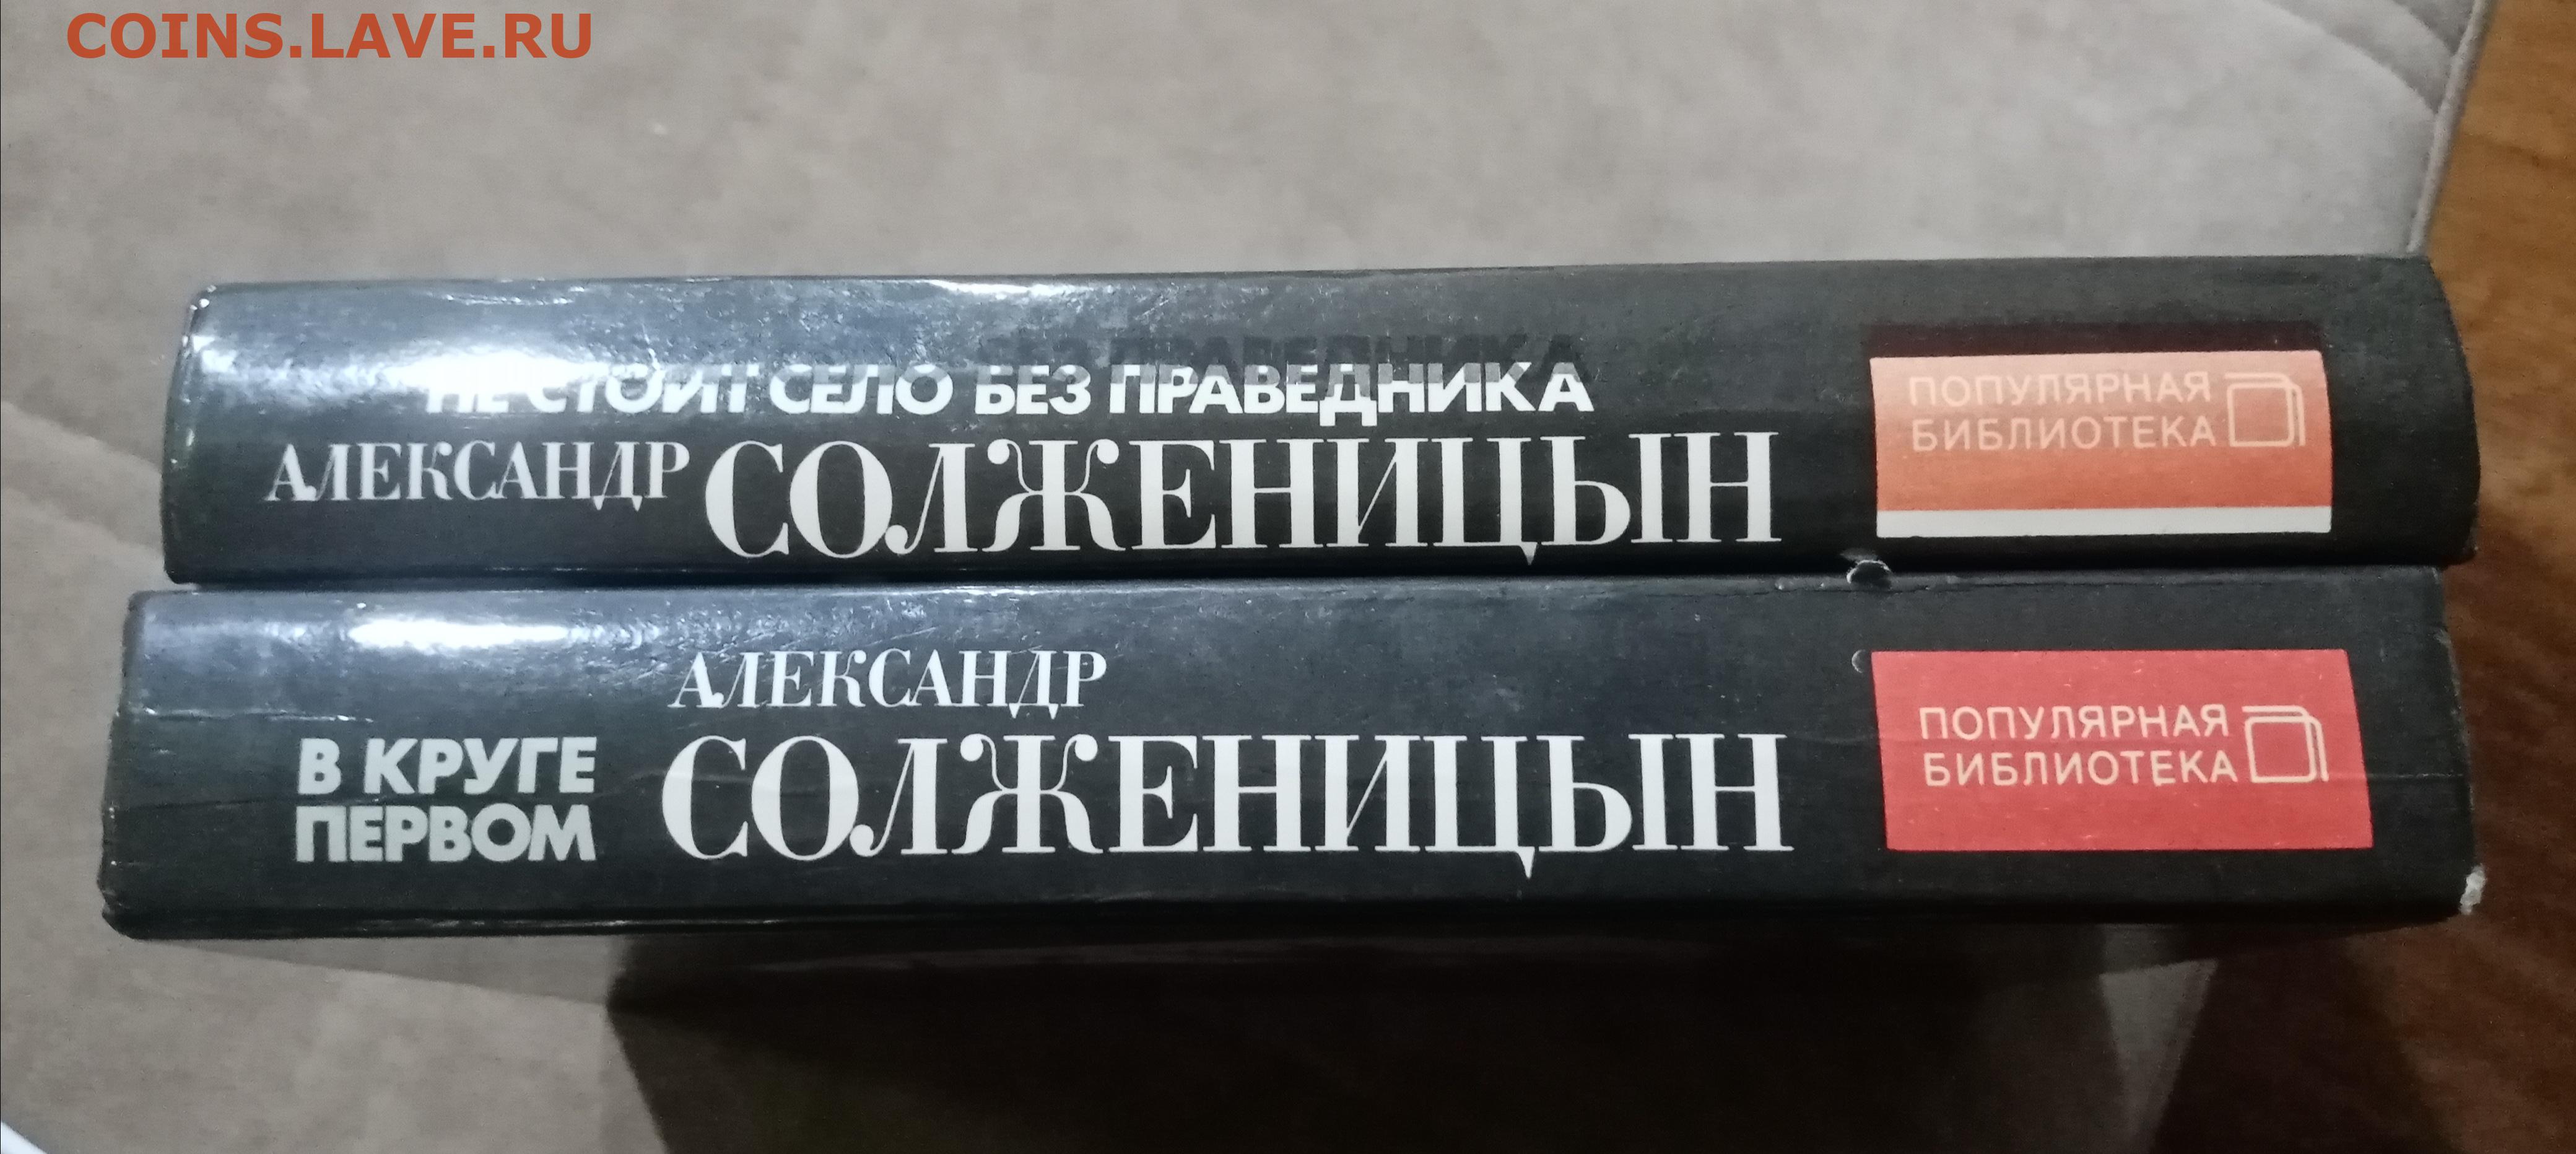 COINS.LAVE.RU
НЕ СТОИТ СЕЛО БЕЗ ПРАВЕДНИКА
АЛЕКСАНДР СОЛЖЕНИЦЫН
ПОПУЛЯРНАЯ
БИБЛИОТЕКА
В КРУГЕ
ПЕРВОМ
АЛЕКСАНДР
СОЛЖЕНИЦЫН
ПОПУЛЯРНАЯ
БИБЛИОТЕКА